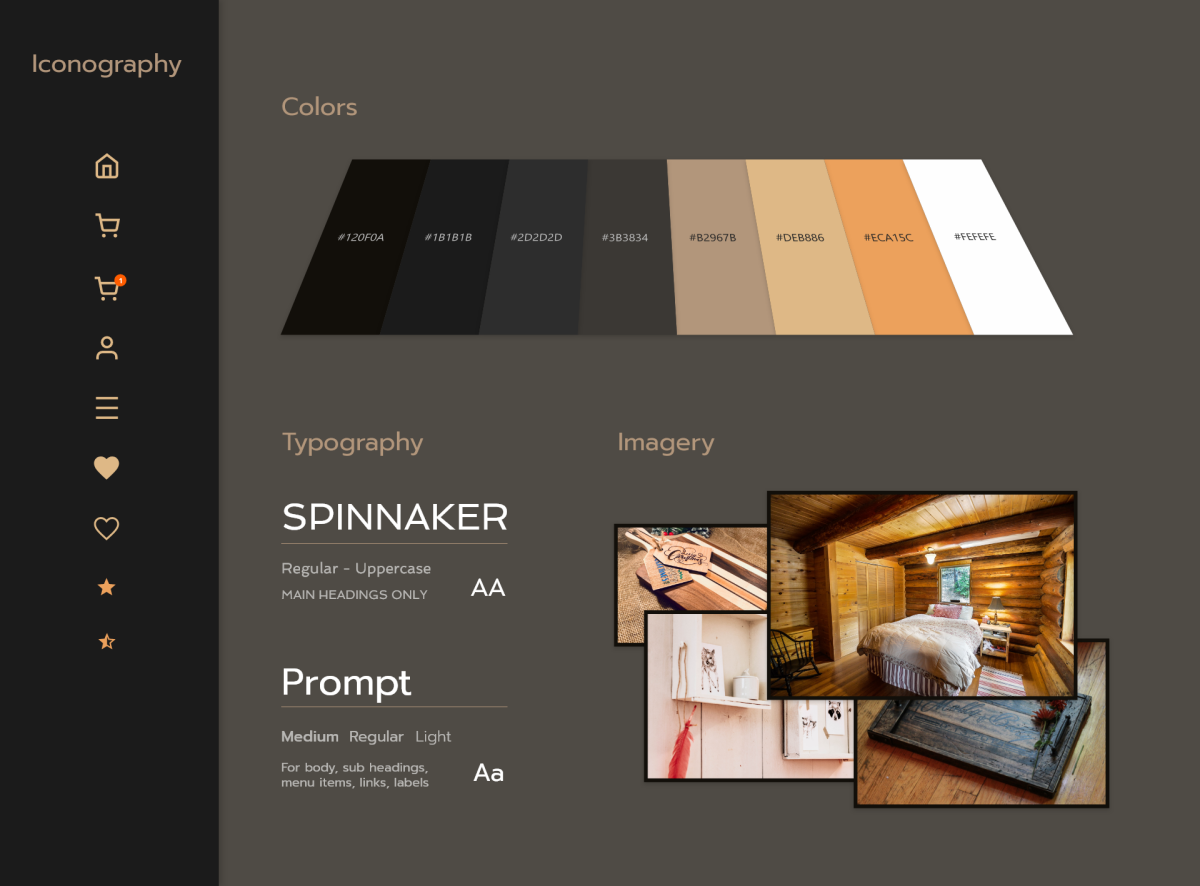 Iconography
1
Colors
#120F0A
#1B1B1B
#2D2D2D
#3B3834
#B2967B
#DEB886
#ECA15C
#FEFEFE
Typography
SPINNAKER
Regular - Uppercase
MAIN HEADINGS ONLY
AA
Prompt
Medium Regular Light
For body, sub headings,
menu items, links, labels
Aa
Imagery
Christmas